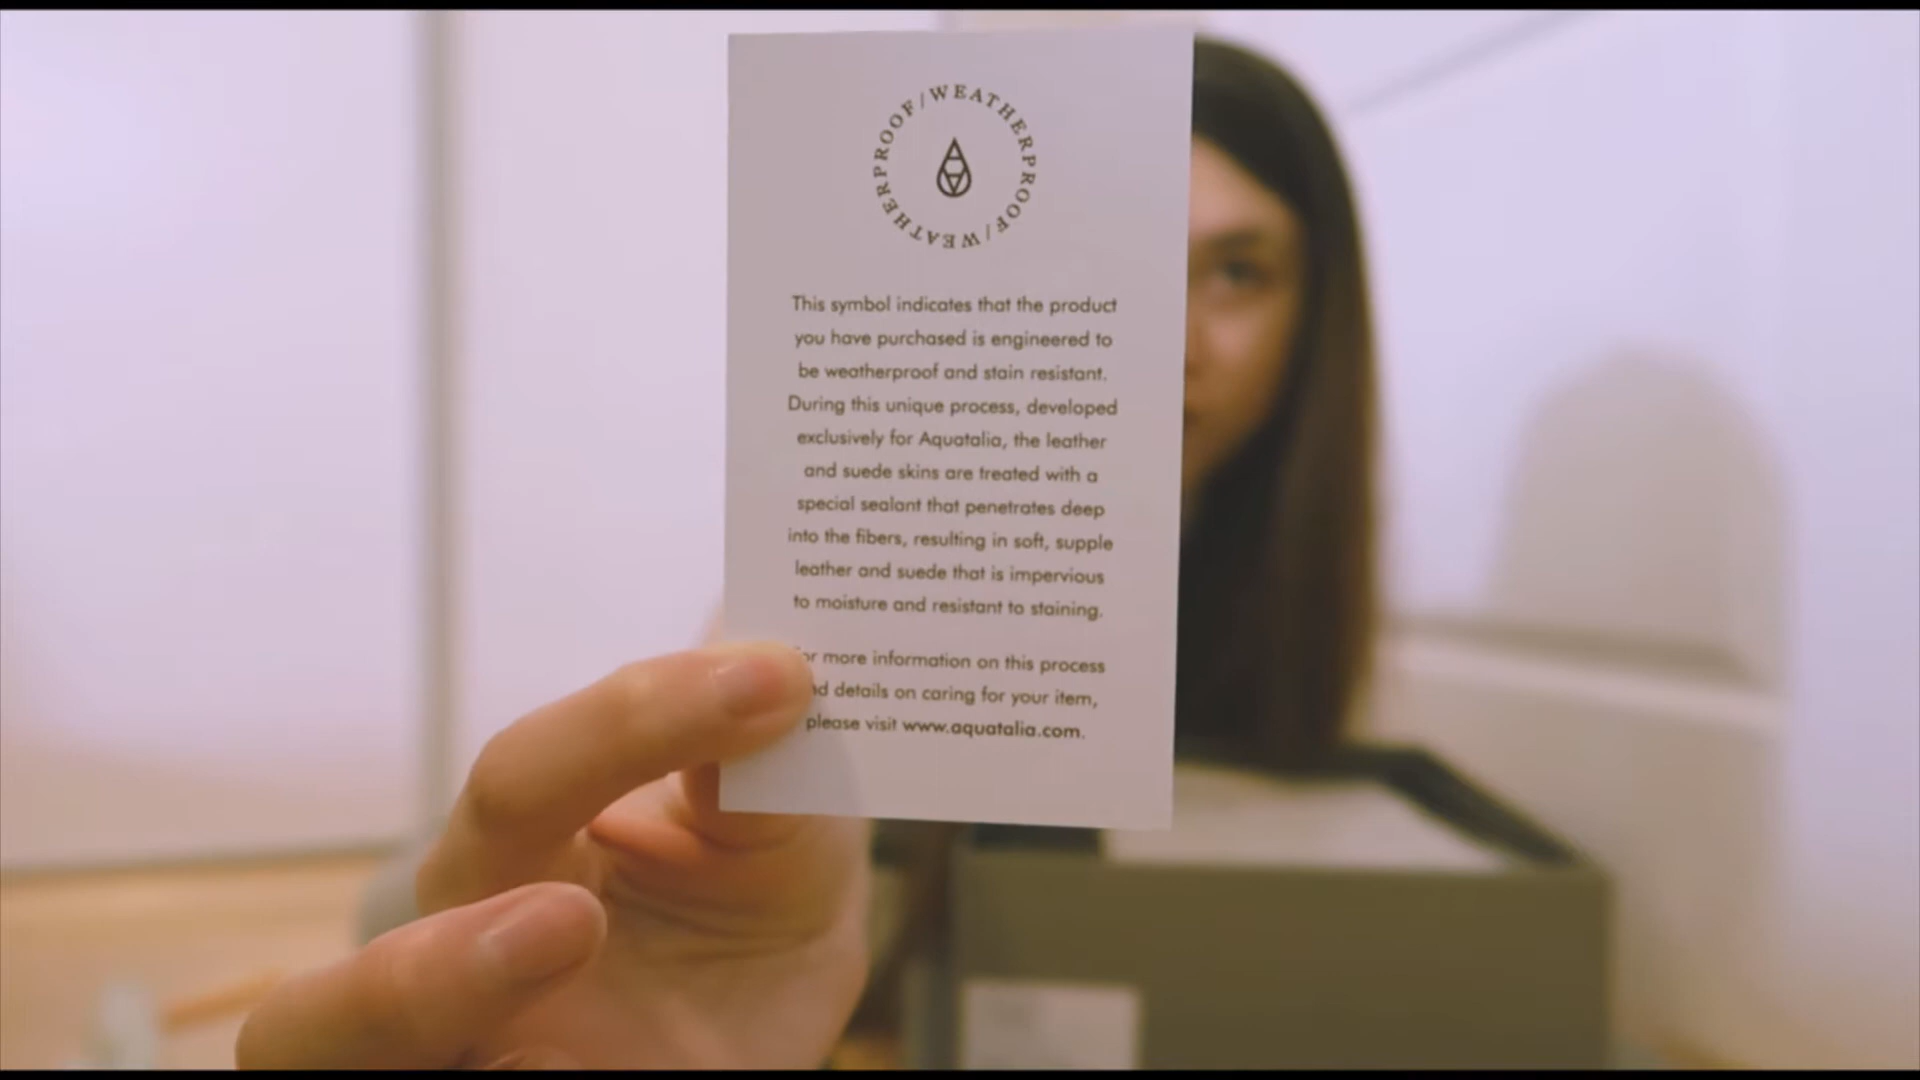 WEATHERPROOF/WEATHERPROOF/
This symbol indicates that the product
you have purchased is engineered to
be weatherproof and stain resistant.
During this unique process, developed
exclusively for Aquatalia, the leather
and suede skins are treated with a
special sealant that penetrates deep
into the fibers, resulting in soft, supple
leather and suede that is impervious
to moisture and resistant to staining.
more information on this process
details on caring for your item,
please visit www.aquatalia.com.